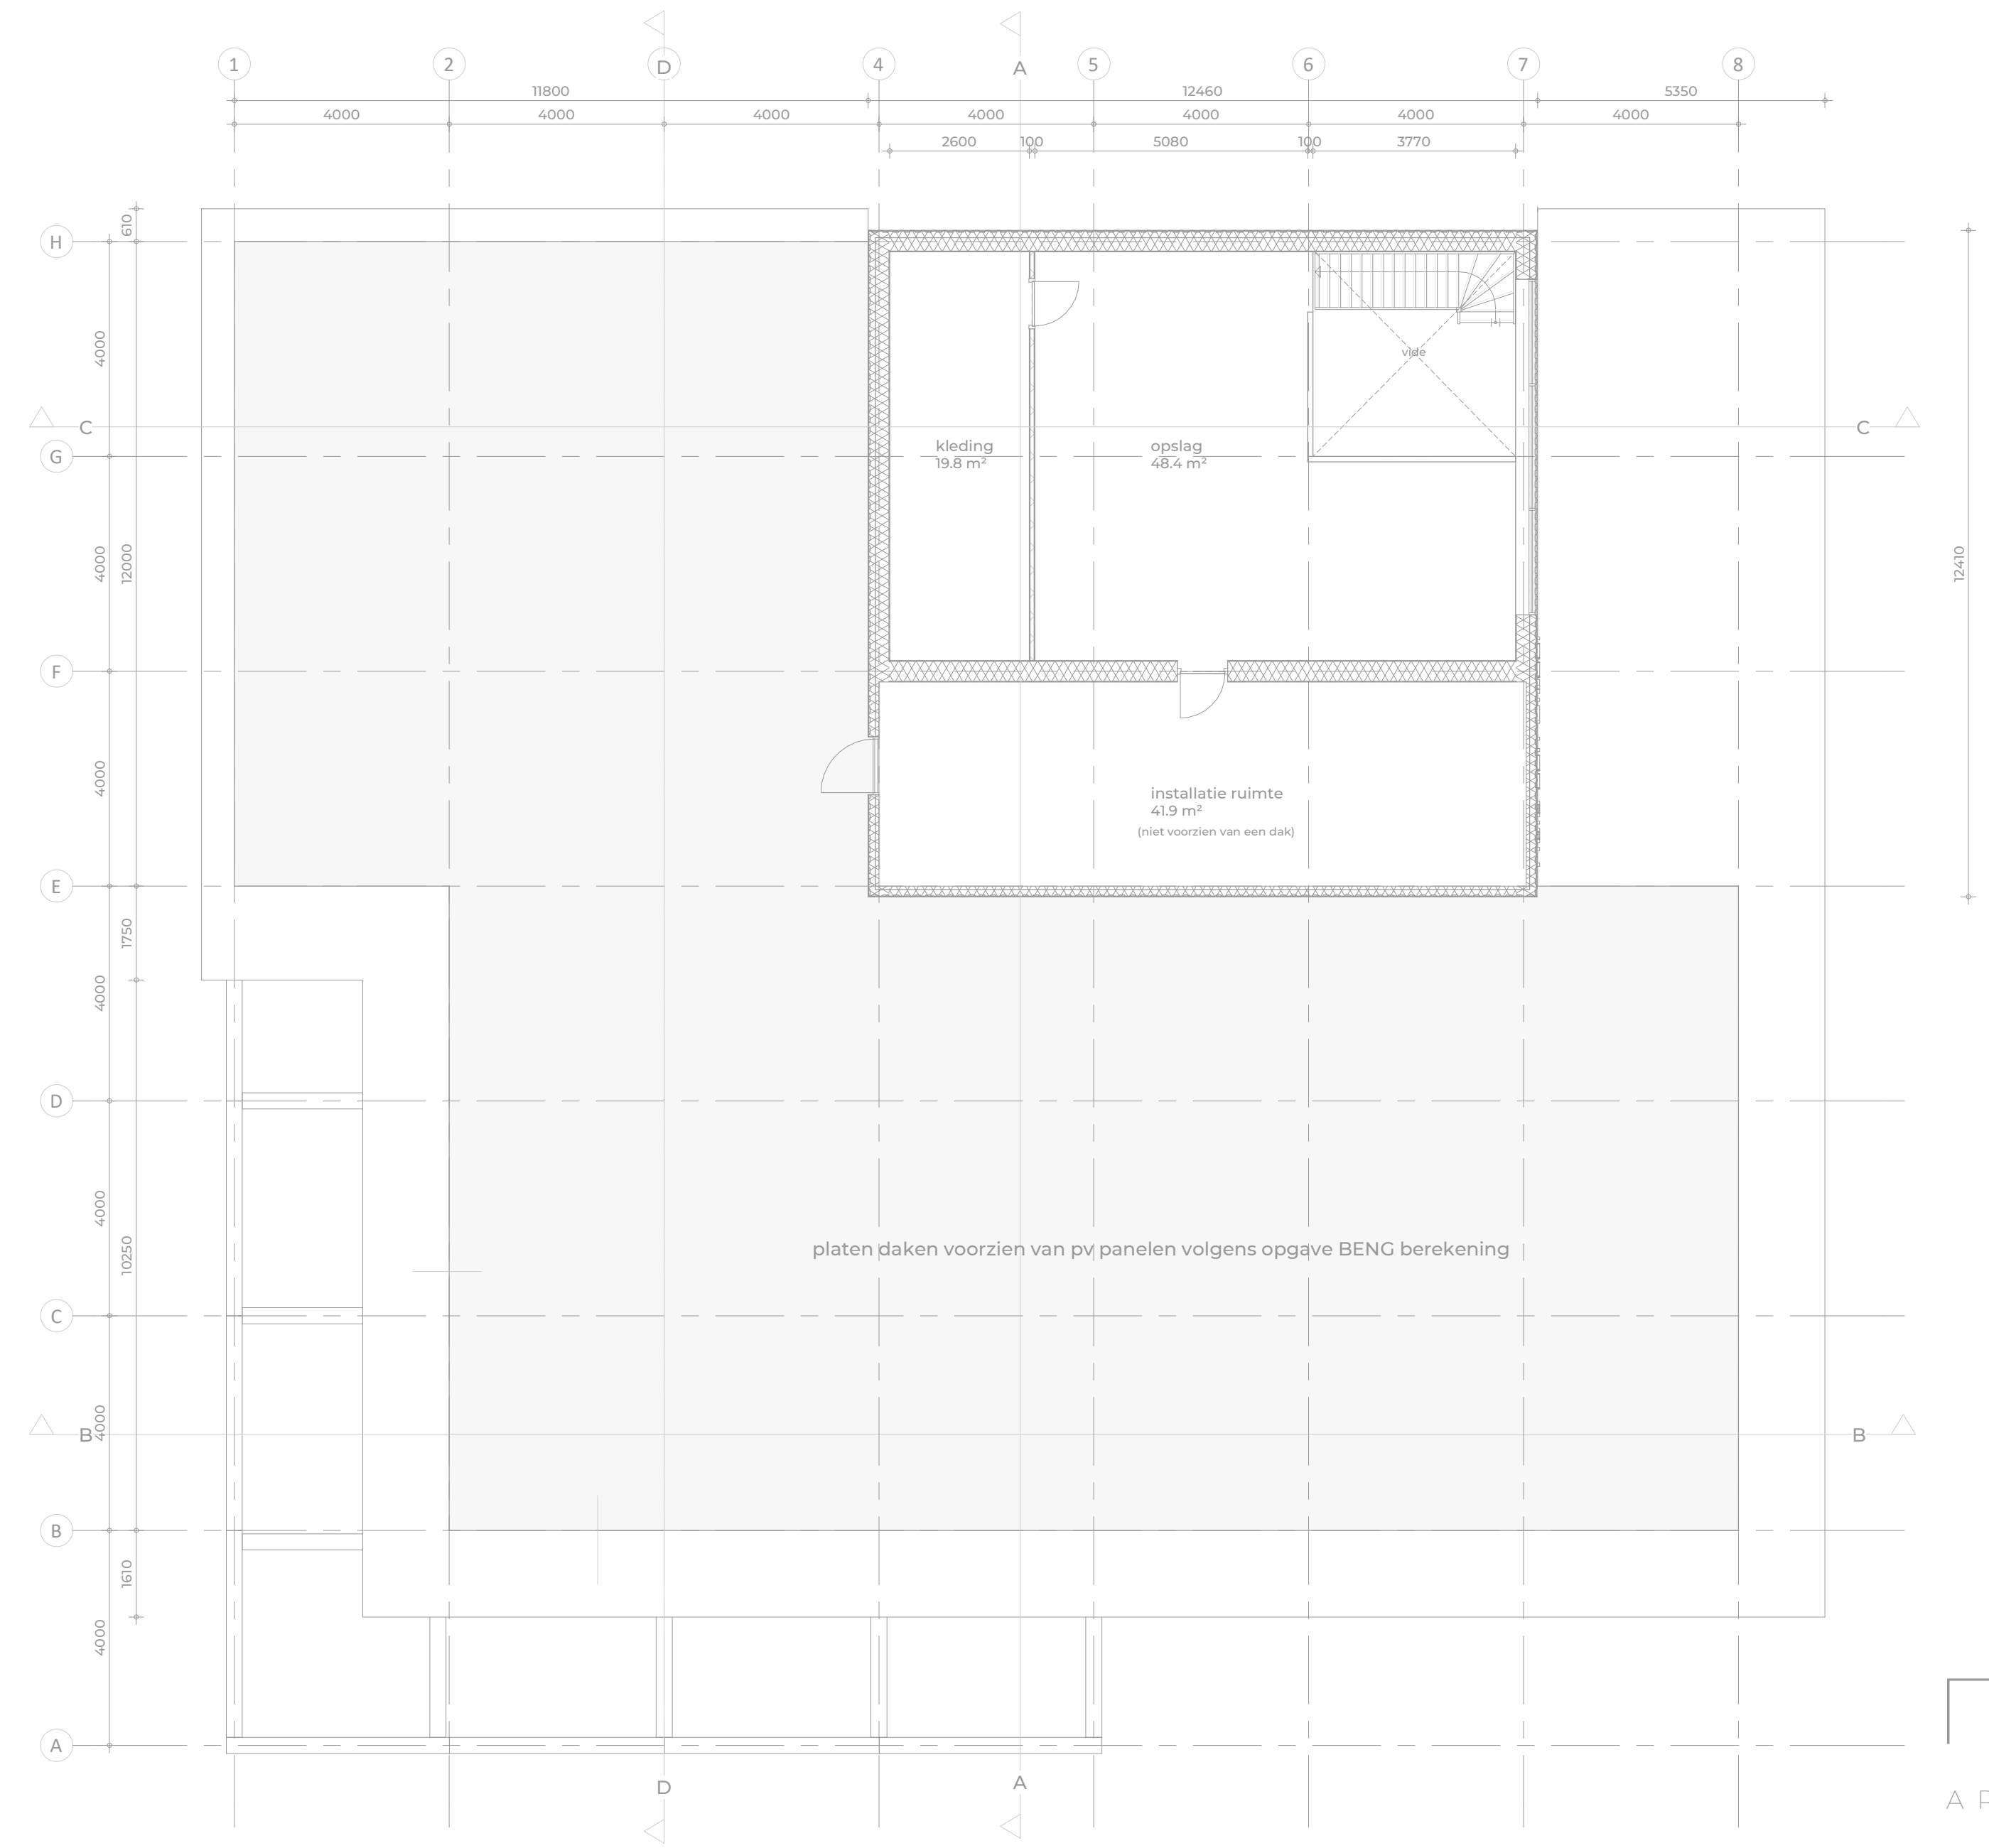 D A
1 2 4 5 6 7 8
11800 12460 5350
4000 4000 4000 4000 4000 4000 4000
2600 100 5080 100 3770
610
H
4000
vide
C C
G
kleding opslag
19.8 m² 48.4 m²
4000 12000 12410
F
4000
installatie ruimte
41.9 m²
(niet voorzien van een dak)
E
1750
4000
D
4000
platen daken voorzien van pv panelen volgens opgave BENG berekening
10250
C
4000
B B
B
1610
4000
A
D A
A